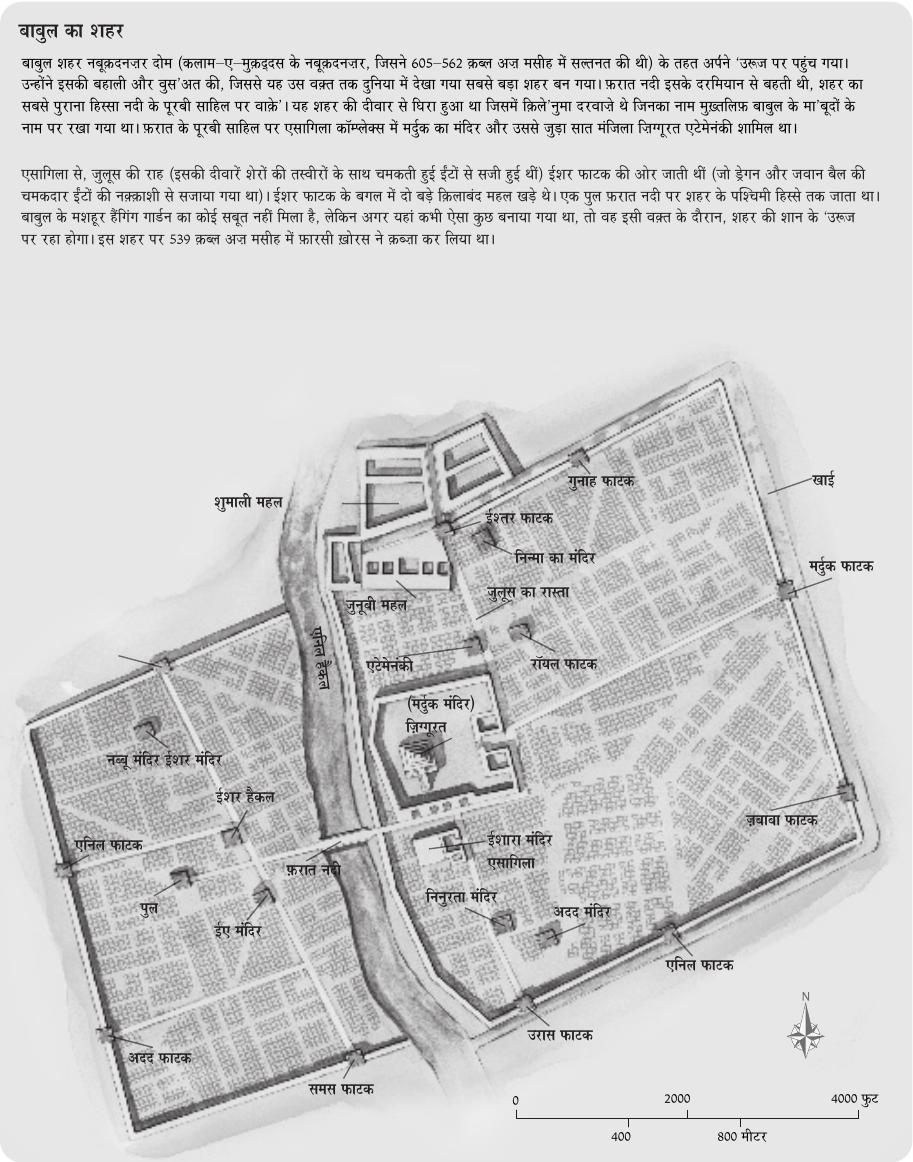 बाबुल का शहर
बाबुल शहर नबूक़दनज़र दोम (कलाम-ए-मुक़द्दस के नबूक़दनज़र, जिसने 605–562 क़ब्ल अज़ मसीह में सल्तनत की थी) के तहत अपने ‘उरूज पर पहुंच गया।
उन्होंने इसकी बहाली और वुस'अत की, जिससे यह उस वक़्त तक दुनिया में देखा गया सबसे बड़ा शहर बन गया। फ़रात नदी इसके दरमियान से बहती थी, शहर का
सबसे पुराना हिस्सा नदी के पूरबी साहिल पर वाक़े'। यह शहर की दीवार से घिरा हुआ था जिसमें क़िले'नुमा दरवाज़े थे जिनका नाम मुख़्तलिफ़ बाबुल के मा'बूदों के
नाम पर रखा गया था। फ़रात के पूरबी साहिल पर एसागिला कॉम्प्लेक्स में मर्दुक का मंदिर और उससे जुड़ा सात मंजिला ज़िग्गूरत एटेमेनंकी शामिल था।
एसागिला से, जुलूस की राह (इसकी दीवारें शेरों की तस्वीरों के साथ चमकती हुई ईंटों से सजी हुई थीं) ईशर फाटक की ओर जाती थीं (जो ड्रेगन और जवान बैल की
चमकदार ईंटों की नक़्क़ाशी से सजाया गया था)। ईशर फाटक के बगल में दो बड़े क़िलाबंद महल खड़े थे। एक पुल फ़रात नदी पर शहर के पश्चिमी हिस्से तक जाता था।
बाबुल के मशहूर हैंगिंग गार्डन का कोई सबूत नहीं मिला है, लेकिन अगर यहां कभी ऐसा कुछ बनाया गया था, तो वह इसी वक़्त के दौरान, शहर की शान के ‘उरूज
पर रहा होगा। इस शहर पर 539 क़ब्ल अज़ मसीह में फ़ारसी ख़ोरस ने क़ब्ज़ा कर लिया था।
गुनाह फाटक
खाई
शुमाली महल
ईश्तर फाटक
निन्मा का मंदिर
मर्दुक फाटक
जुलूस का रास्ता
जुनूबी महल
एनिल हैकल
एटेमेनंकी
रॉयल फाटक
(मर्दुक मंदिर)
ज़िग्गूरत
नब्बू मंदिर ईशर मंदिर
ईशर हैकल
ज़बाबा फाटक
एनिल फाटक
ईशारा मंदिर
एसागिला
फ़रात नदी
निनुरता मंदिर
पुल
अदद मंदिर
ईए मंदिर
एनिल फाटक
उरास फाटक
अदद फाटक
समस फाटक
N
0 2000 4000 फुट
400 800 मीटर